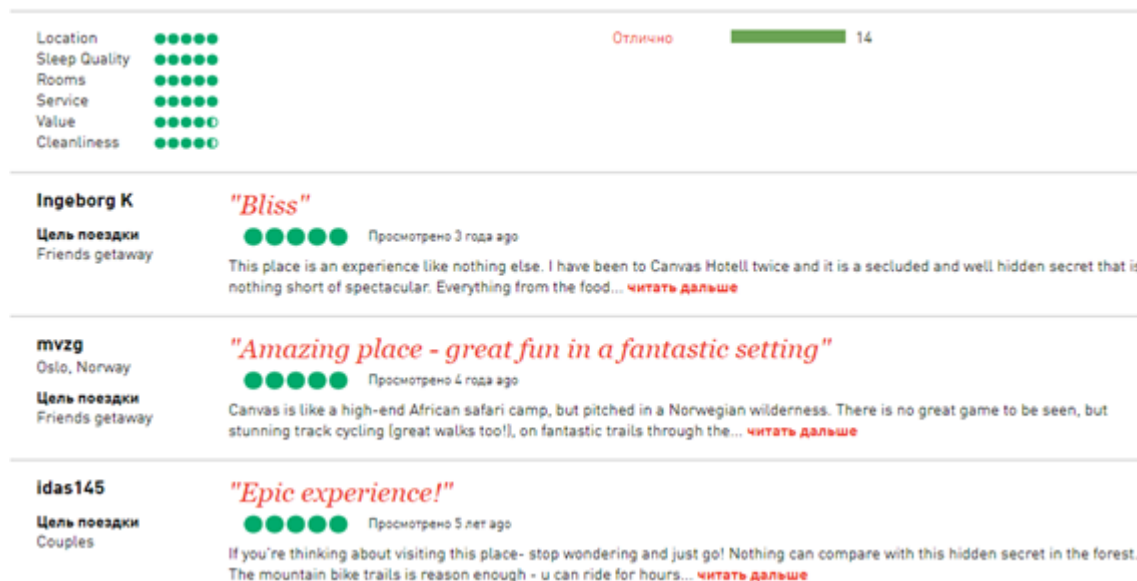 Location
Отлично 14
Sleep Quality
Rooms
Service
Value
Cleanliness
Ingeborg K
"Bliss"
Цель поездки
Просмотрено 3 года ago
Friends getaway
This place is an experience like nothing else. I have been to Canvas Hotell twice and it is a secluded and well hidden secret that is
nothing short of spectacular. Everything from the food... читать дальше
mvzg
"Amazing place - great fun in a fantastic setting"
Oslo, Norway
Просмотрено 4 года ago
Цель поездки
Friends getaway
Canvas is like a high-end African safari camp, but pitched in a Norwegian wilderness. There is no great game to be seen, but
stunning track cycling (great walks too!), on fantastic trails through the... читать дальше
idas145
"Epic experience!"
Цель поездки
Просмотрено 5 лет ago
Couples
If you're thinking about visiting this place- stop wondering and just go! Nothing can compare with this hidden secret in the forest.
The mountain bike trails is reason enough - u can ride for hours... читать дальше